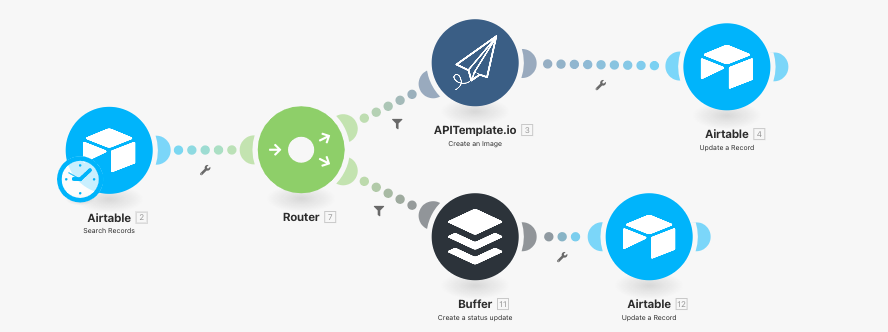 APITemplate.io 3
Create an Image
Airtable 4
Update a Record
Airtable 2
Search Records
Router 7
Buffer 11
Create a status update
Airtable 12
Update a Record